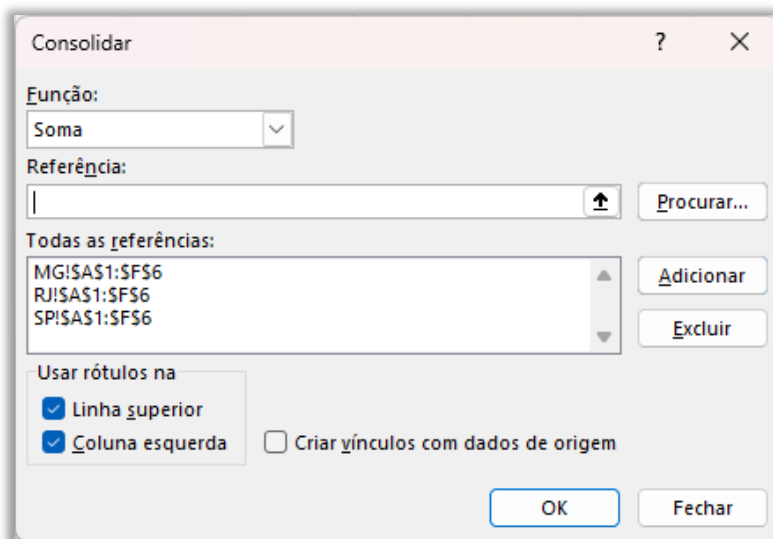 Consolidar ?
Função:
Soma
Referência:
Procurar...
Todas as referências:
MG!$A$1:$F$6
RJ!$A$1:$F$6
SP!$A$1:$F$6
Adicionar
Excluir
Usar rótulos na
Linha superior
Coluna esquerda
Criar vínculos com dados de origem
OK
Fechar